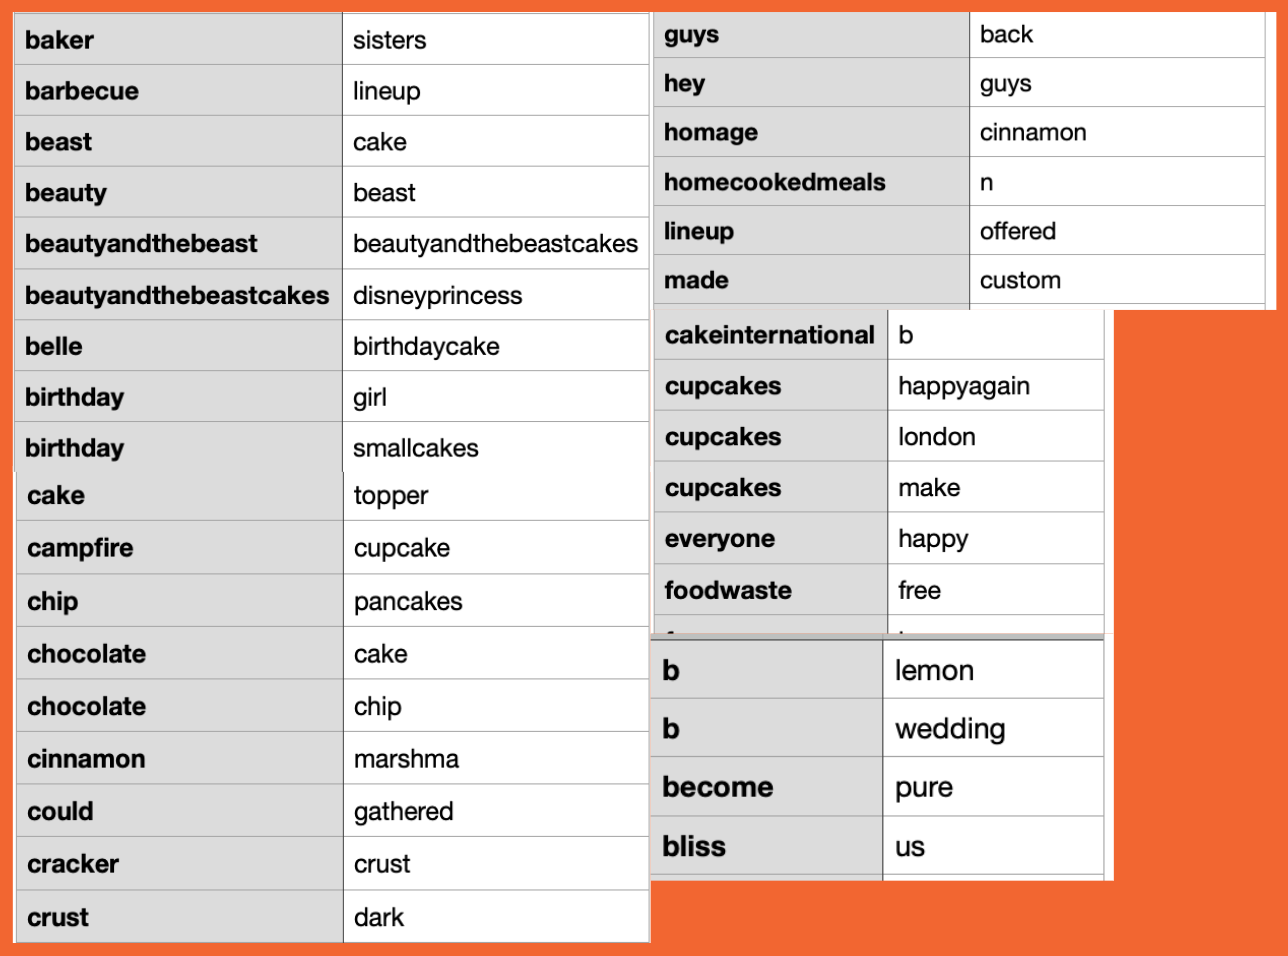 baker sisters
barbecue lineup
beast cake
beauty beast
beautyandthebeast beautyandthebeastcakes
beautyandthebeastcakes disneyprincess
belle birthdaycake
birthday girl
birthday smallcakes
cake topper
campfire cupcake
chip pancakes
chocolate cake
chocolate chip
cinnamon marshma
could gathered
cracker crust
crust dark
guys back
hey guys
homage cinnamon
homecookedmeals n
lineup offered
made custom
cakeinternational b
cupcakes happyagain
cupcakes london
cupcakes make
everyone happy
foodwaste free
b lemon
b wedding
become pure
bliss us